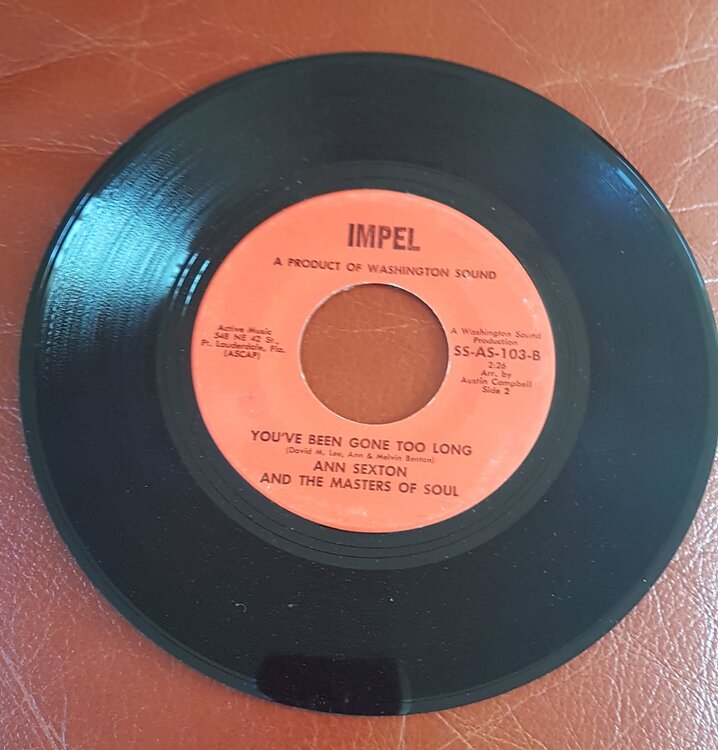 IMPEL
A PRODUCT OF WASHINGTON SOUND
Active Music
548 NE 42 St.,
Ft. Lauderdale, Fla.
(ASCAP)
A Washington Sound
Production
SS-AS-103-B
2:26
Arr. by
Austin Campbell
Side 2
YOU'VE BEEN GONE TOO LONG
(David M. Lee, Ann & Melvin Benton)
ANN SEXTON
AND THE MASTERS OF SOUL